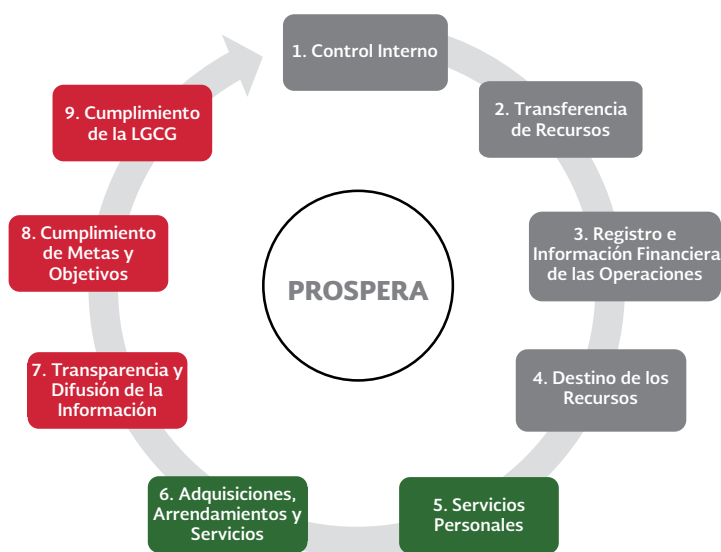 1. Control Interno
2. Transferencia
de Recursos
3. Registro e
Información Financiera
de las Operaciones
4. Destino de los
Recursos
5. Servicios
Personales
6. Adquisiciones,
Arrendamientos y
Servicios
7. Transparencia y
Difusión de la
Información
8. Cumplimiento
de Metas y
Objetivos
9. Cumplimiento
de la LGCG
PROSPERA